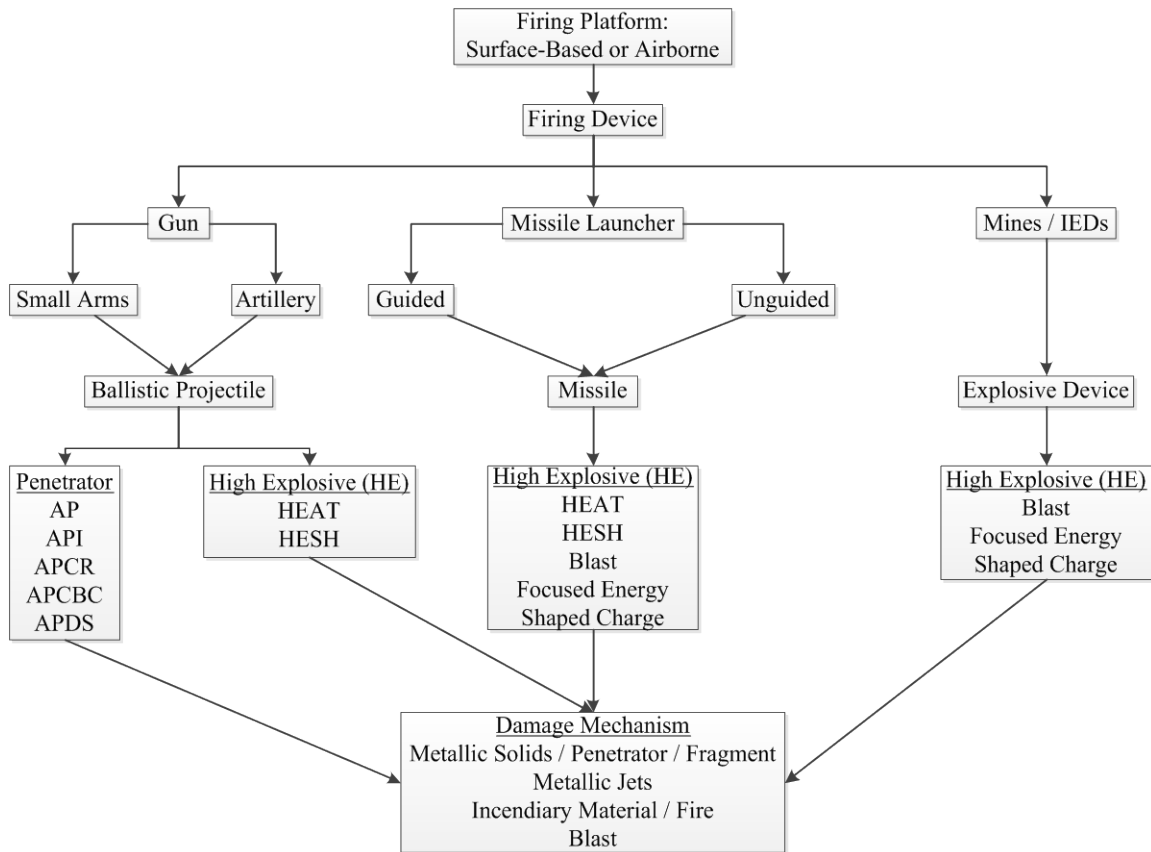 Firing Platform:
Surface-Based or Airborne
Firing Device
Gun
Missile Launcher
Mines / IEDs
Small Arms
Artillery
Guided
Unguided
Ballistic Projectile
Missile
Explosive Device
Penetrator
AP
API
APCR
APCBC
APDS
High Explosive (HE)
HEAT
HESH
High Explosive (HE)
HEAT
HESH
Blast
Focused Energy
Shaped Charge
High Explosive (HE)
Blast
Focused Energy
Shaped Charge
Damage Mechanism
Metallic Solids / Penetrator / Fragment
Metallic Jets
Incendiary Material / Fire
Blast